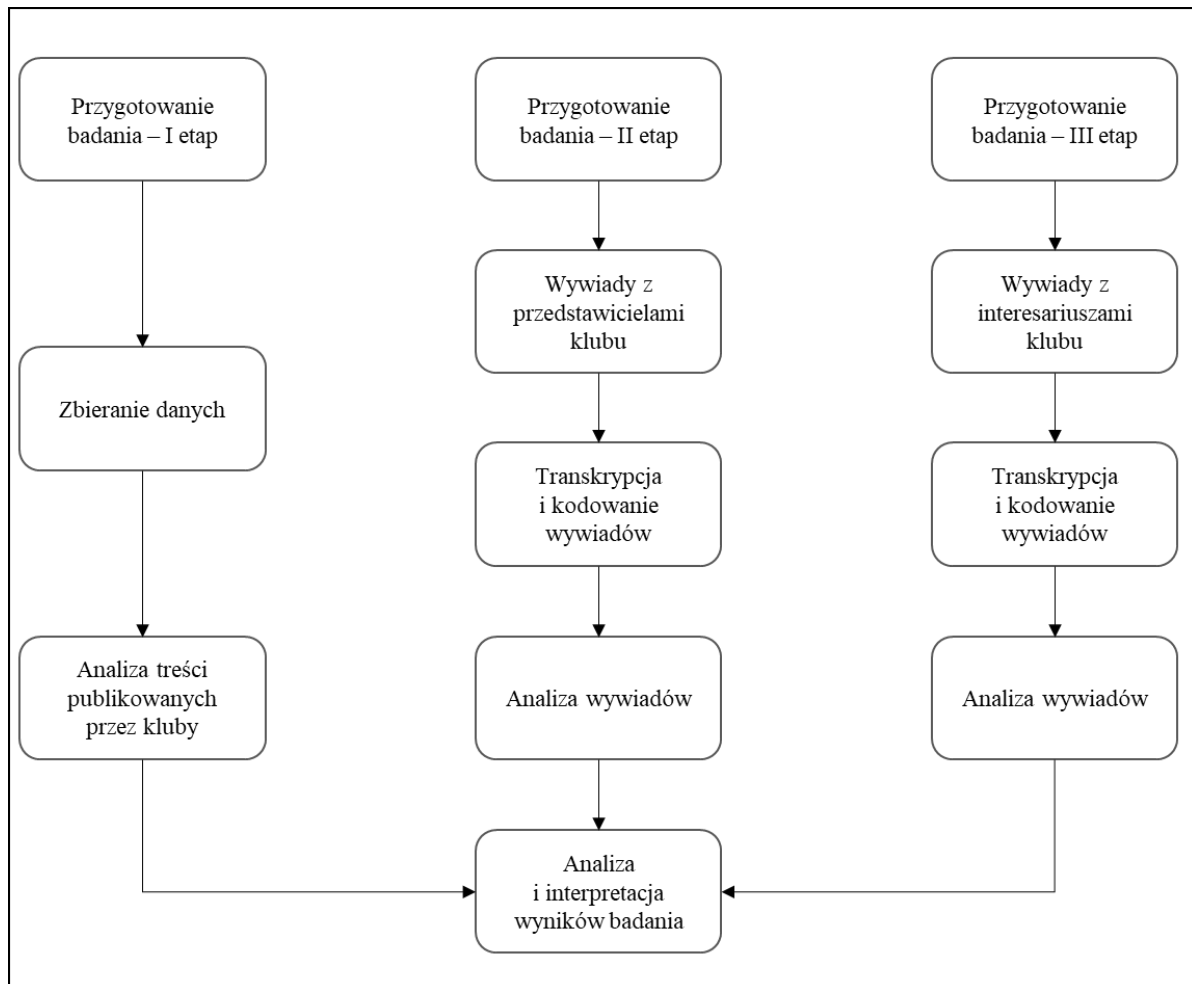 Przygotowanie
badania – I etap
Przygotowanie
badania – II etap
Przygotowanie
badania – III etap
Wywiady z
przedstawicielami
klubu
Wywiady z
interesariuszami
klubu
Zbieranie danych
Transkrypcja
i kodowanie
wywiadów
Transkrypcja
i kodowanie
wywiadów
Analiza treści
publikowanych
przez kluby
Analiza wywiadów
Analiza wywiadów
Analiza
i interpretacja
wyników badania